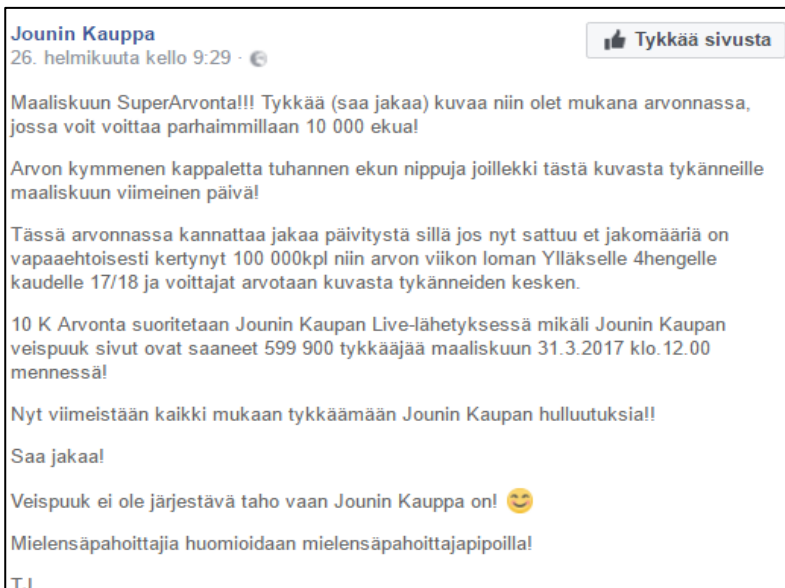 Jounin Kauppa
Tykkää sivusta
26. helmikuuta kello 9:29 ·
Maaliskuun SuperArvonta!!! Tykkää (saa jakaa) kuvaa niin olet mukana arvonnassa,
jossa voit voittaa parhaimmillaan 10 000 ekua!
Arvon kymmenen kappaletta tuhannen ekun nippuja joillekki tästä kuvasta tykänneille
maaliskuun viimeinen päivä!
Tässä arvonnassa kannattaa jakaa päivitystä sillä jos nyt sattuu et jakomääriä on
vapaaehtoisesti kertynyt 100 000kpl niin arvon viikon loman Ylläkselle 4hengelle
kaudelle 17/18 ja voittajat arvotaan kuvasta tykänneiden kesken.
10 K Arvonta suoritetaan Jounin Kaupan Live-lähetyksessä mikäli Jounin Kaupan
veispuuk sivut ovat saaneet 599 900 tykkääjää maaliskuun 31.3.2017 klo.12.00
mennessä!
Nyt viimeistään kaikki mukaan tykkäämään Jounin Kaupan hulluutuksia!!
Saa jakaa!
Veispuuk ei ole järjestävä taho vaan Jounin Kauppa on! 😊
Mielensäpahoittajia huomioidaan mielensäpahoittajapipoilla!